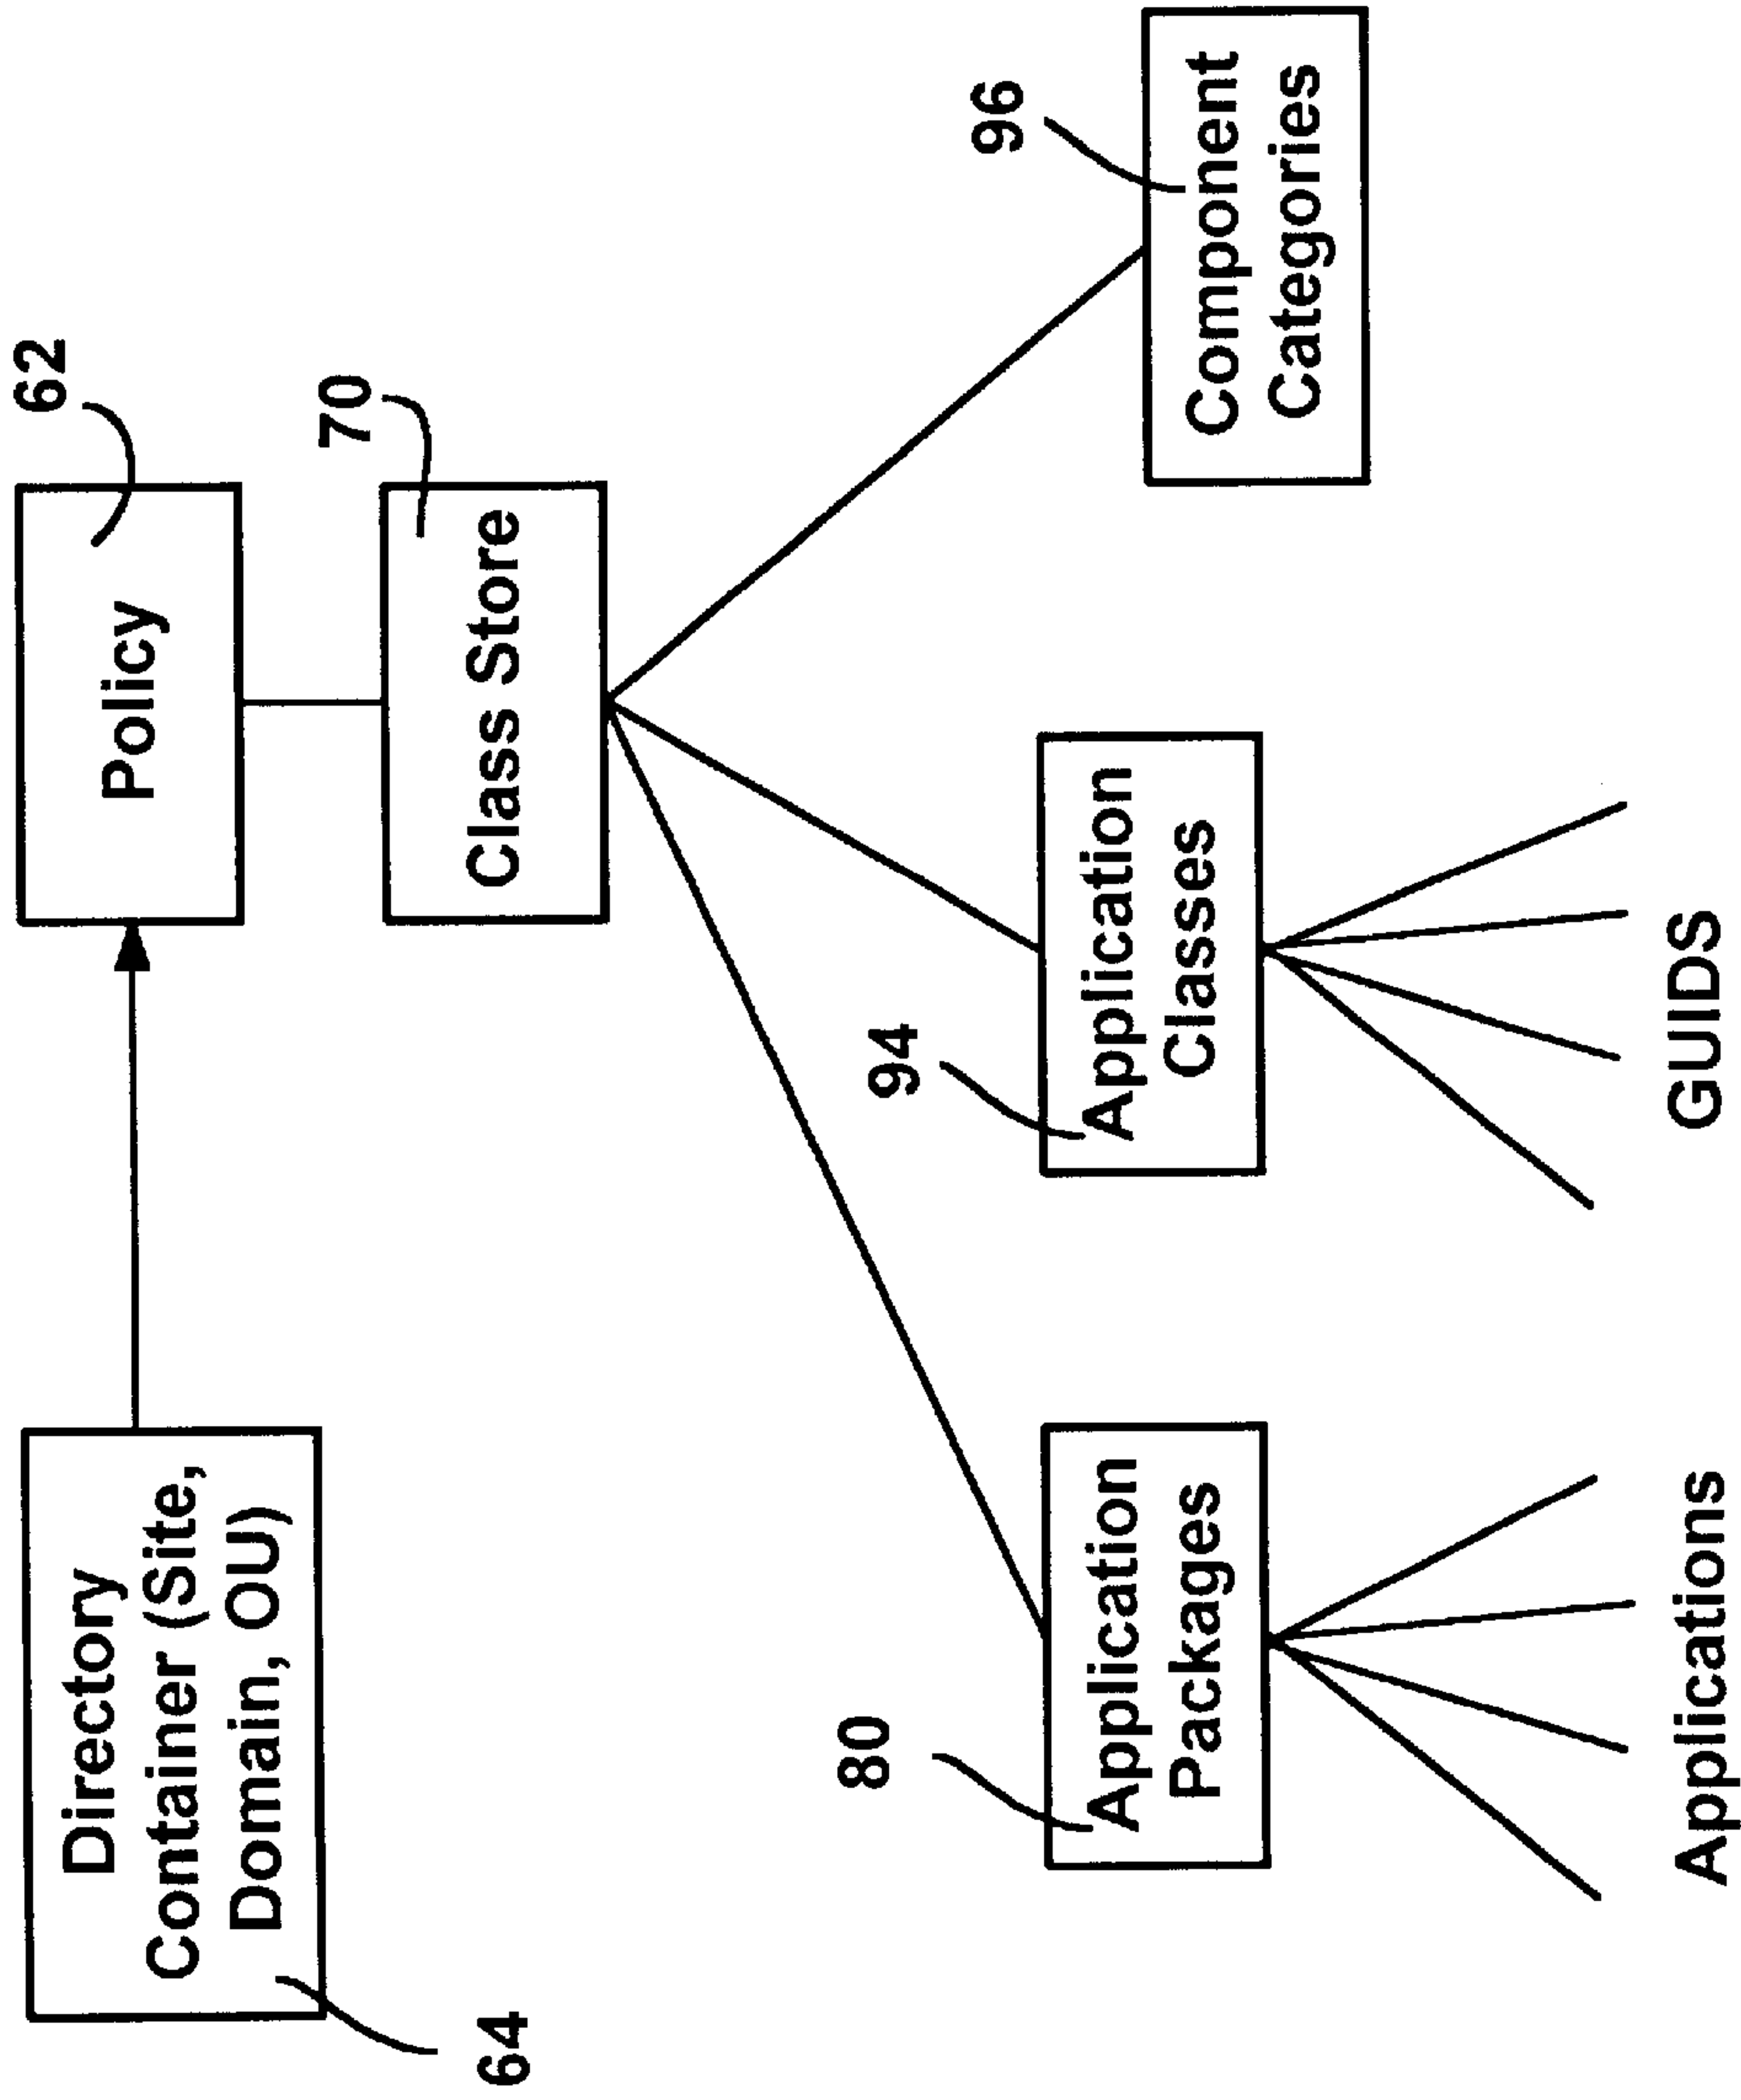 Directory
Container (Site,
Domain, OU)
64
Policy
62
Class Store
70
Application
Packages
80
Applications
Application
Classes
94
GUIDS
Component
Categories
96